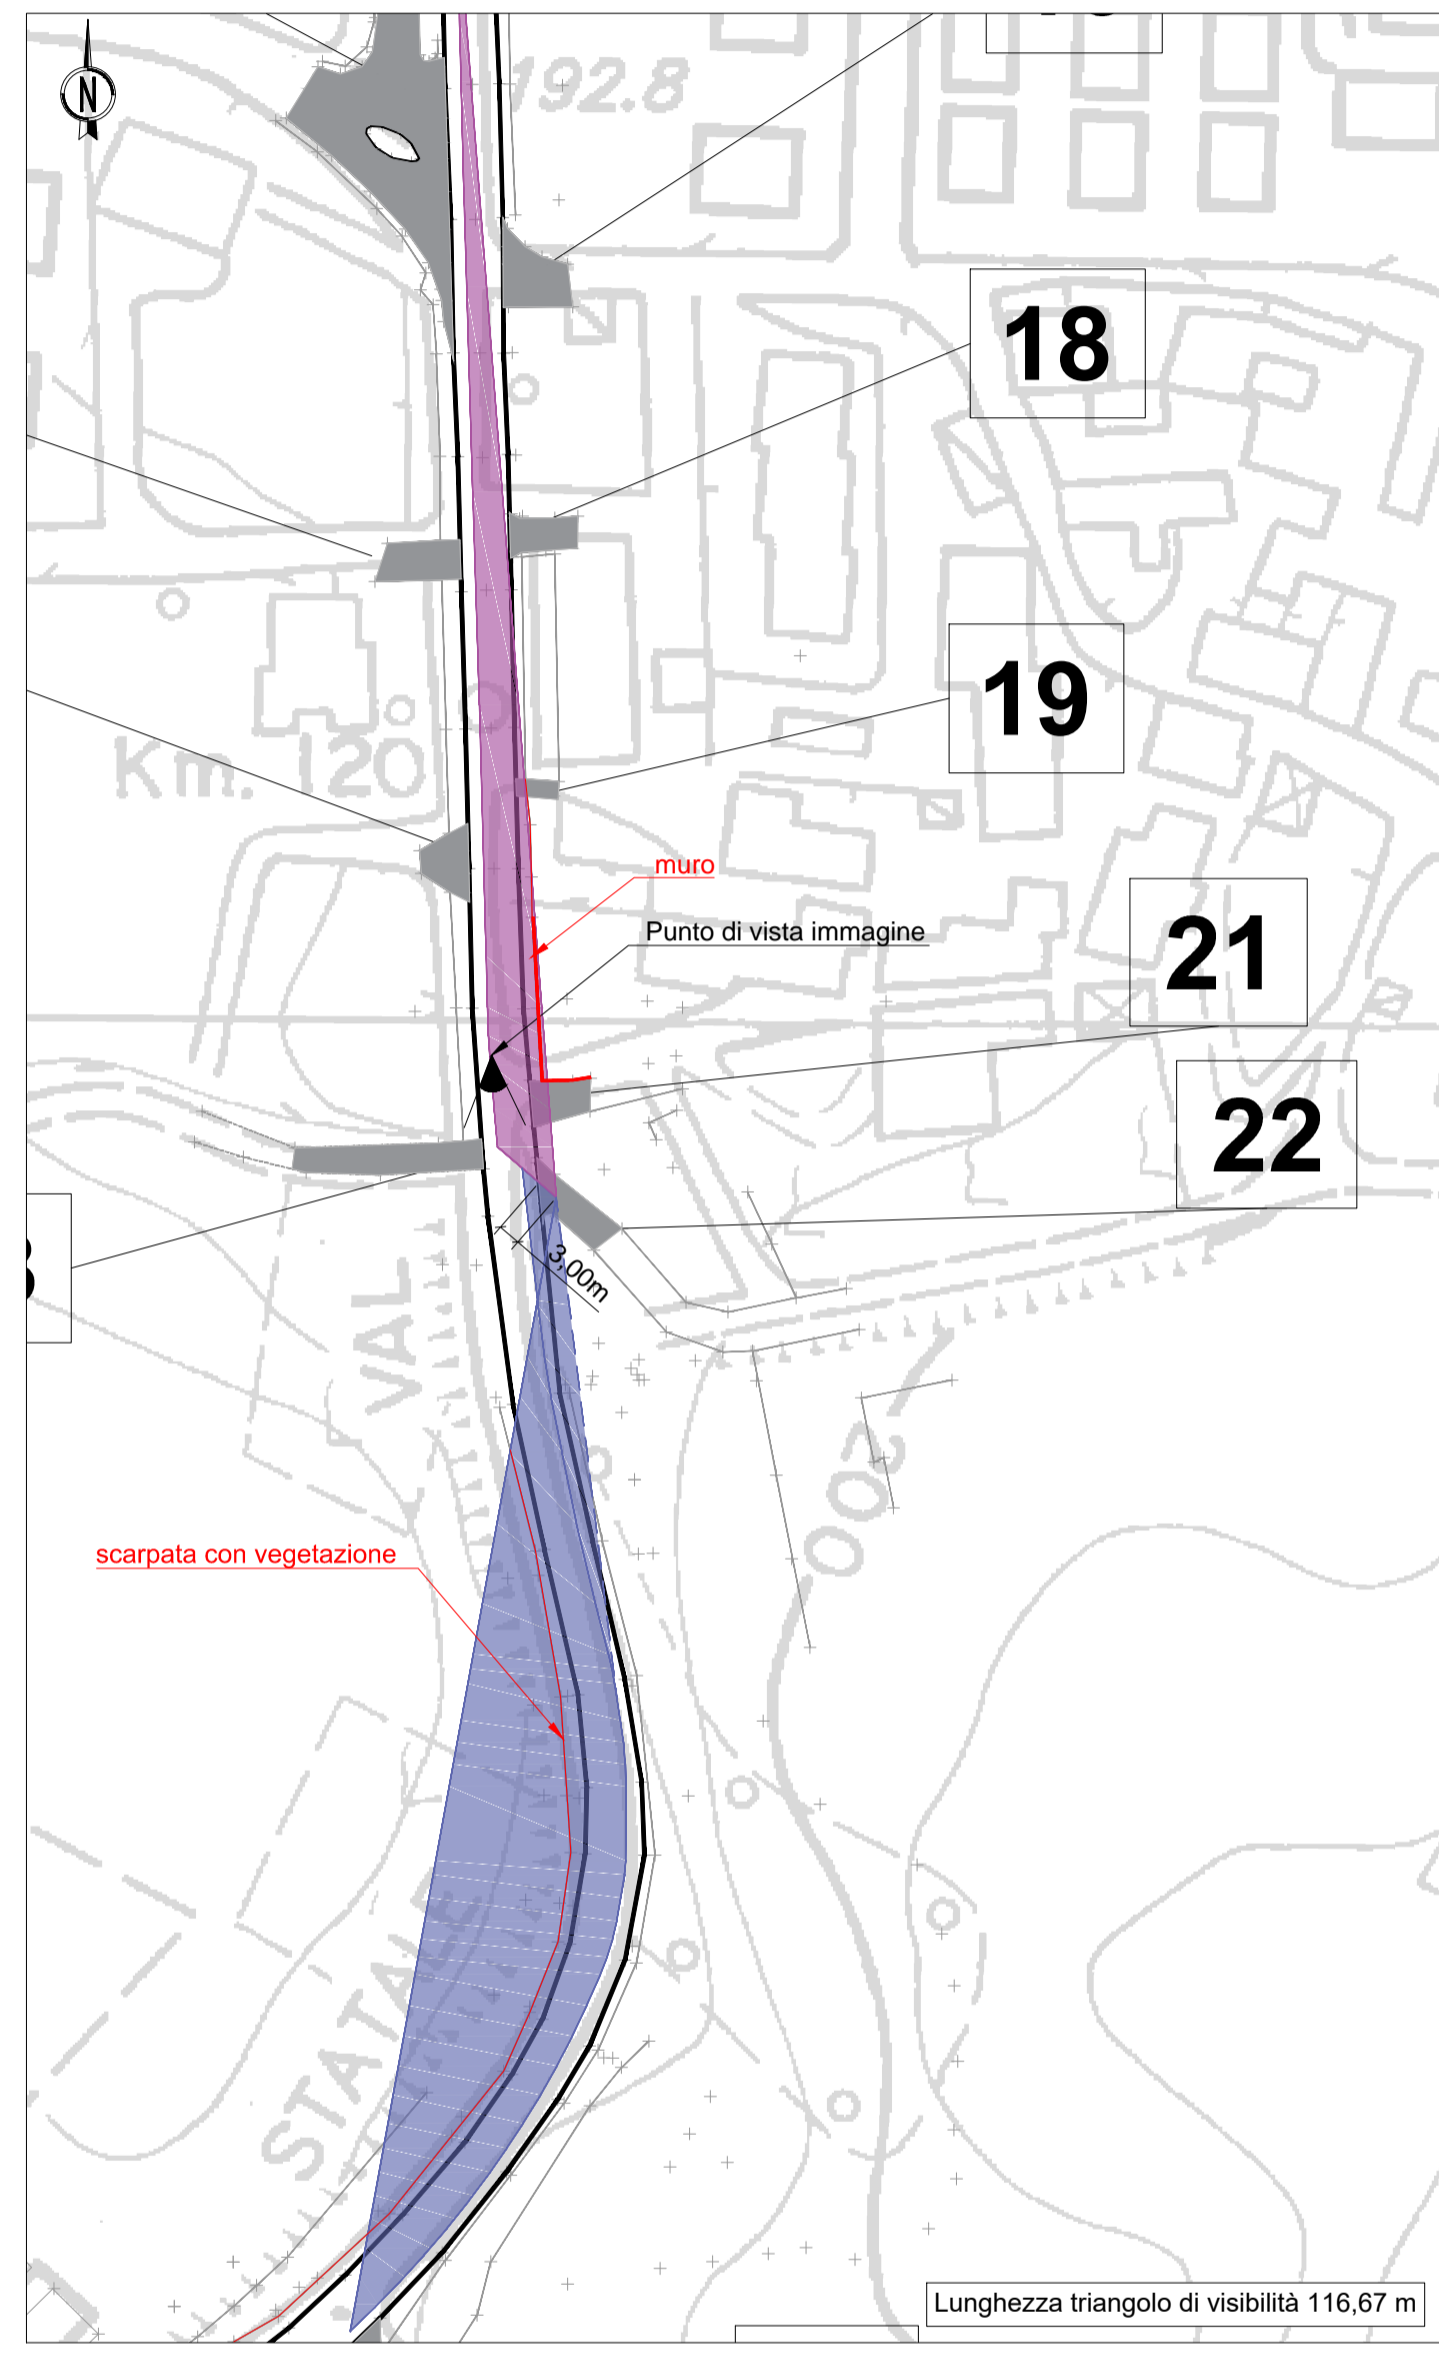 N
192.8
18
19
Km. 120
muro
Punto di vista immagine
21
22
3,00m
VAL
200
scarpata con vegetazione
STATALE
Lunghezza triangolo di visibilità 116,67 m